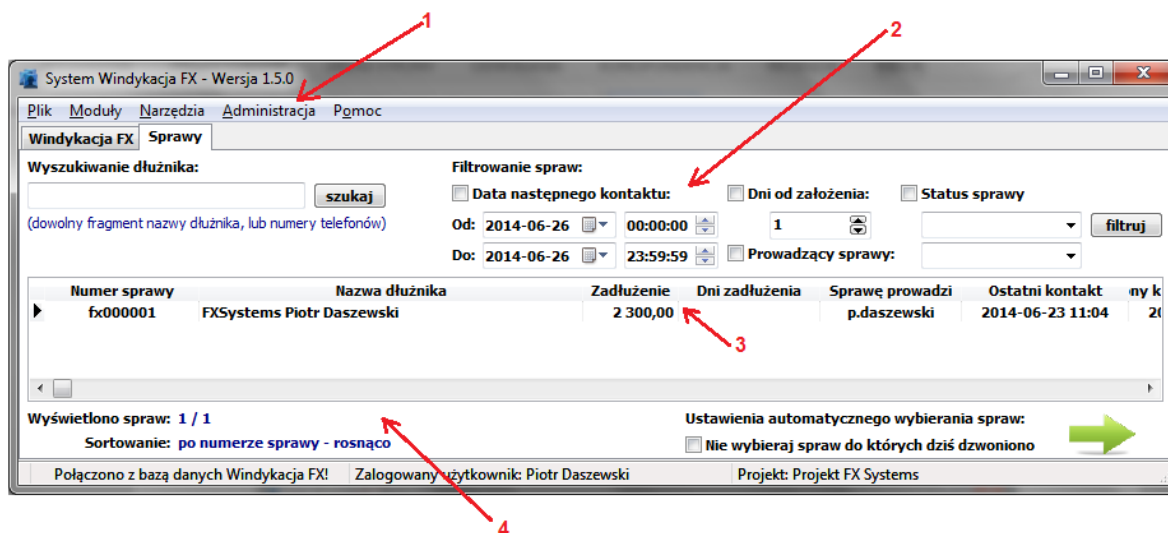 1
2
System Windykacja FX - Wersja 1.5.0
Plik Moduły Narzędzia Administracja Pomoc
Windykacja FX Sprawy
Wyszukiwanie dłużnika: Filtrowanie spraw:
szukaj Data następnego kontaktu: Dni od założenia: Status sprawy
(dowolny fragment nazwy dłużnika, lub numery telefonów) Od: 2014-06-26 00:00:00 1 filtruj
Do: 2014-06-26 23:59:59 Prowadzący sprawy:
Numer sprawy Nazwa dłużnika Zadłużenie Dni zadłużenia Sprawę prowadzi Ostatni kontakt
fx000001 FXSystems Piotr Daszewski 2 300,00 p.daszewski 2014-06-23 11:04
3
Wyświetlono spraw: 1 / 1 Ustawienia automatycznego wybierania spraw:
Sortowanie: po numerze sprawy - rosnąco Nie wybieraj spraw do których dziś dzwoniono
Połączono z bazą danych Windykacja FX! Zalogowany użytkownik: Piotr Daszewski Projekt: Projekt FX Systems
4